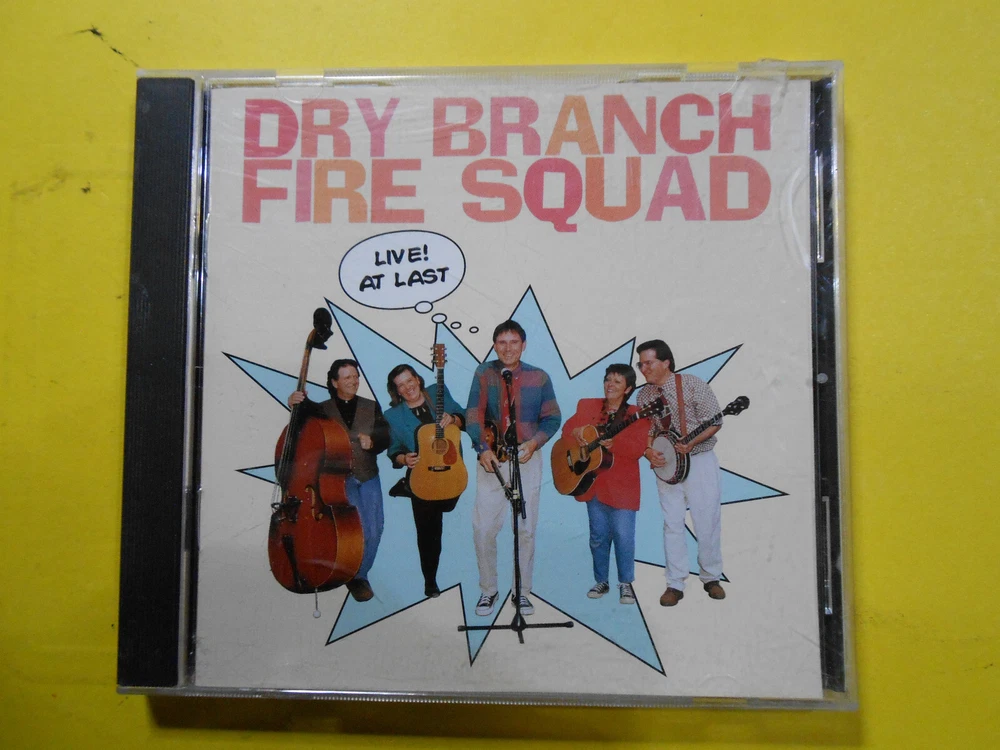 DRY BRANCH
FIRE SQUAD
LIVE!
AT LAST